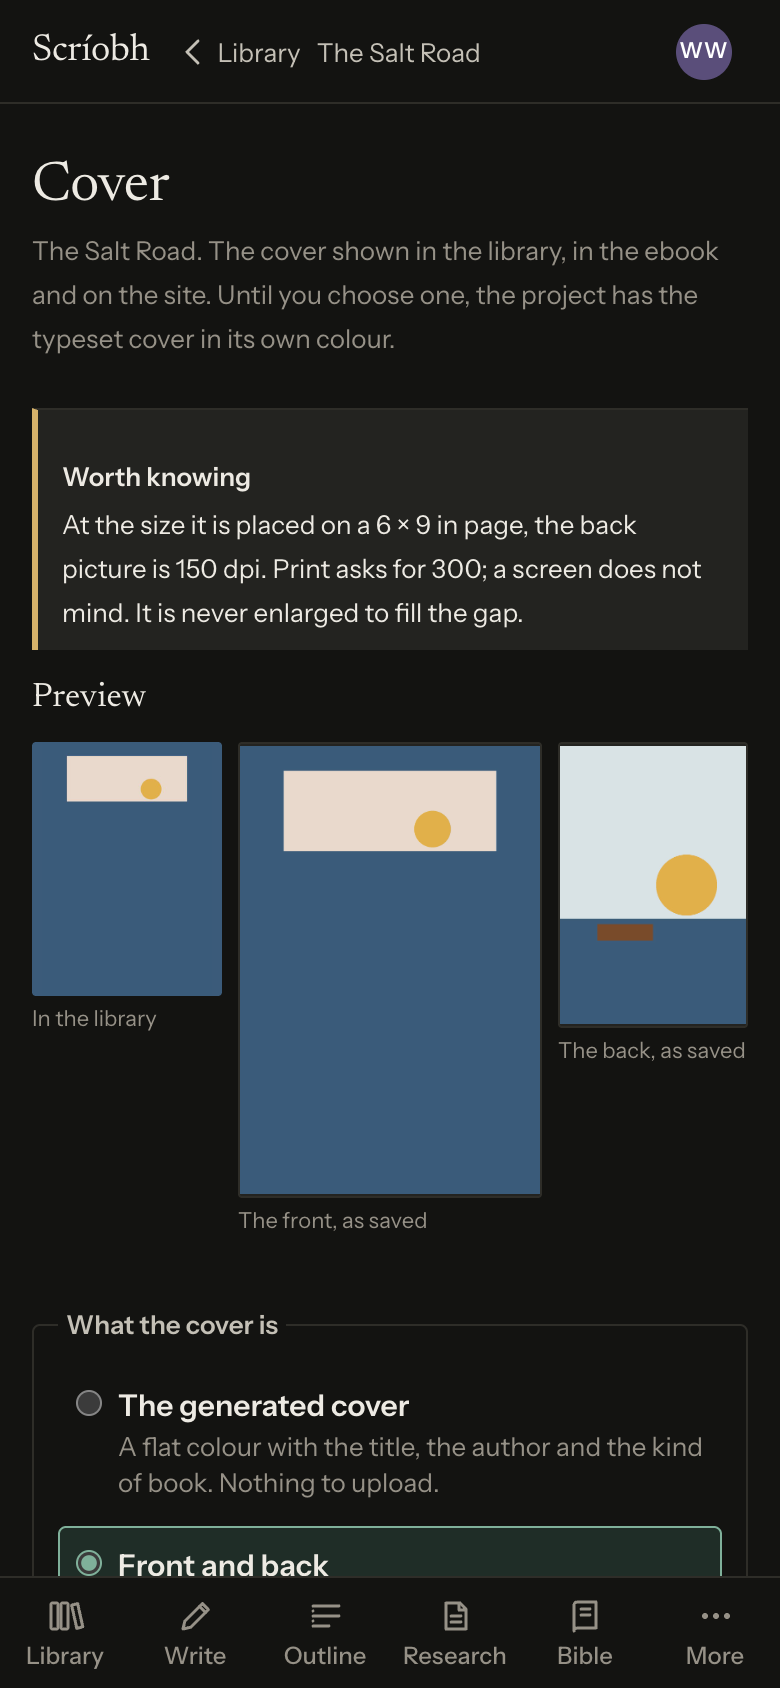 Scríobh
Library The Salt Road
WW
Cover
The Salt Road. The cover shown in the library, in the ebook
and on the site. Until you choose one, the project has the
typeset cover in its own colour.
Worth knowing
At the size it is placed on a 6 × 9 in page, the back
picture is 150 dpi. Print asks for 300; a screen does not
mind. It is never enlarged to fill the gap.
Preview
In the library
The front, as saved
The back, as saved
What the cover is
The generated cover
A flat colour with the title, the author and the kind
of book. Nothing to upload.
Front and back
Library
Write
Outline
Research
Bible
More